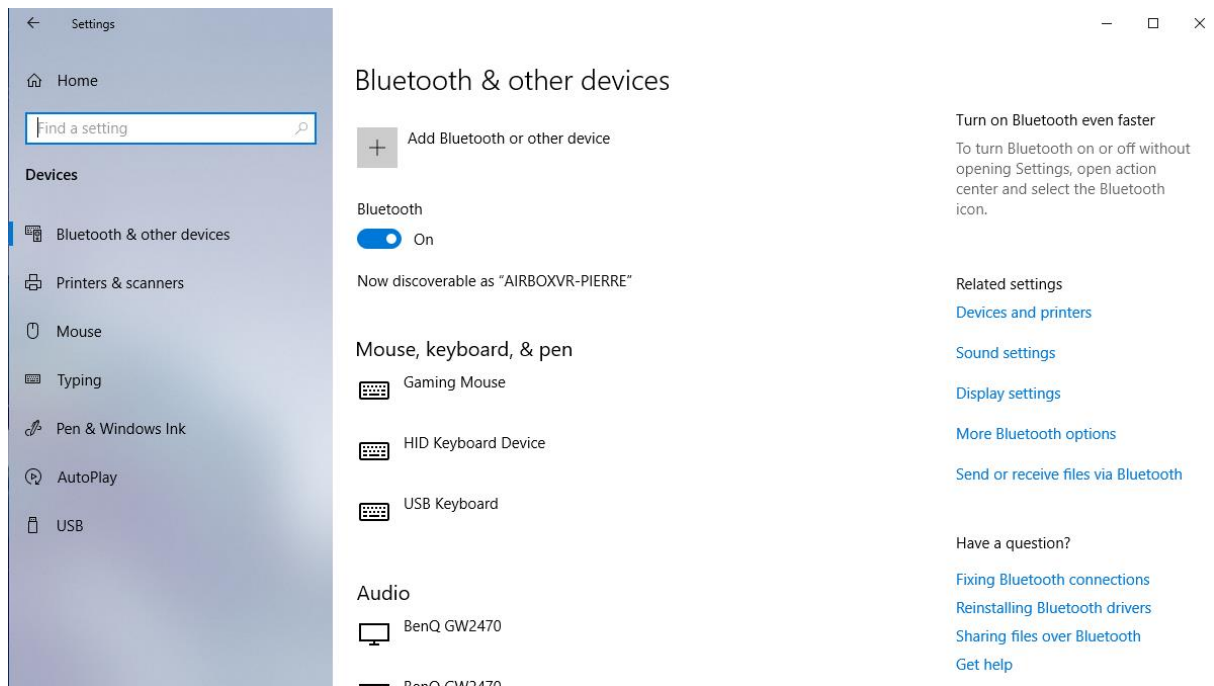 Settings
Home
Find a setting
Devices
Bluetooth & other devices
Printers & scanners
Mouse
Typing
Pen & Windows Ink
AutoPlay
USB
Bluetooth & other devices
Add Bluetooth or other device
Bluetooth
On
Now discoverable as “AIRBOXVR-PIERRE”
Mouse, keyboard, & pen
Gaming Mouse
HID Keyboard Device
USB Keyboard
Audio
BenQ GW2470
BenQ GW2470
Turn on Bluetooth even faster
To turn Bluetooth on or off without
opening Settings, open action
center and select the Bluetooth
icon.
Related settings
Devices and printers
Sound settings
Display settings
More Bluetooth options
Send or receive files via Bluetooth
Have a question?
Fixing Bluetooth connections
Reinstalling Bluetooth drivers
Sharing files over Bluetooth
Get help